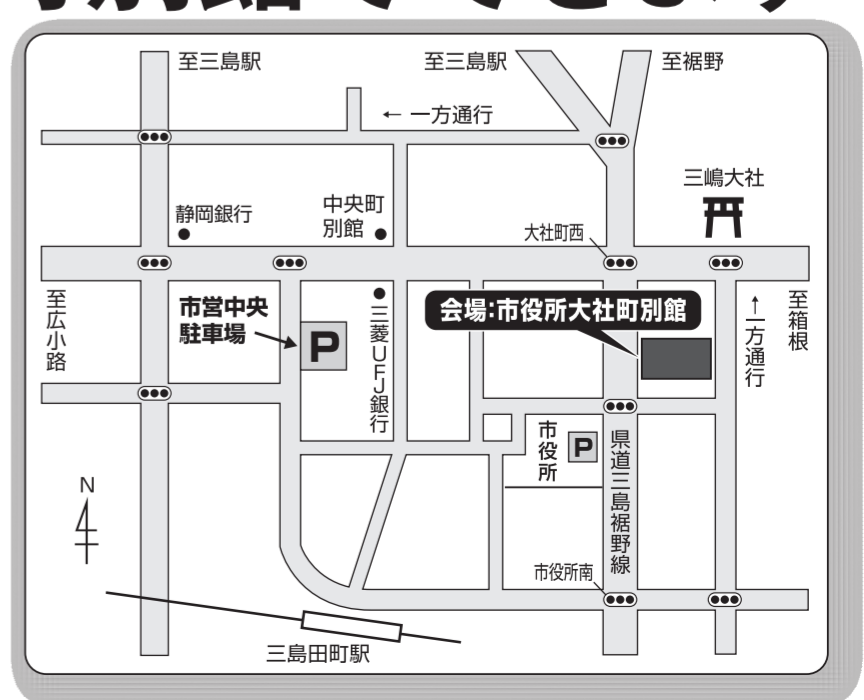 別館
至三島駅
至三島駅
至裾野
← 一方通行
三嶋大社
静岡銀行
中央町
別館
大社町西
至広小路
市営中央
駐車場
P
三菱UFJ銀行
会場:市役所大社町別館
↑一方通行
至箱根
市役所
P
県道三島裾野線
N
市役所南
三島田町駅